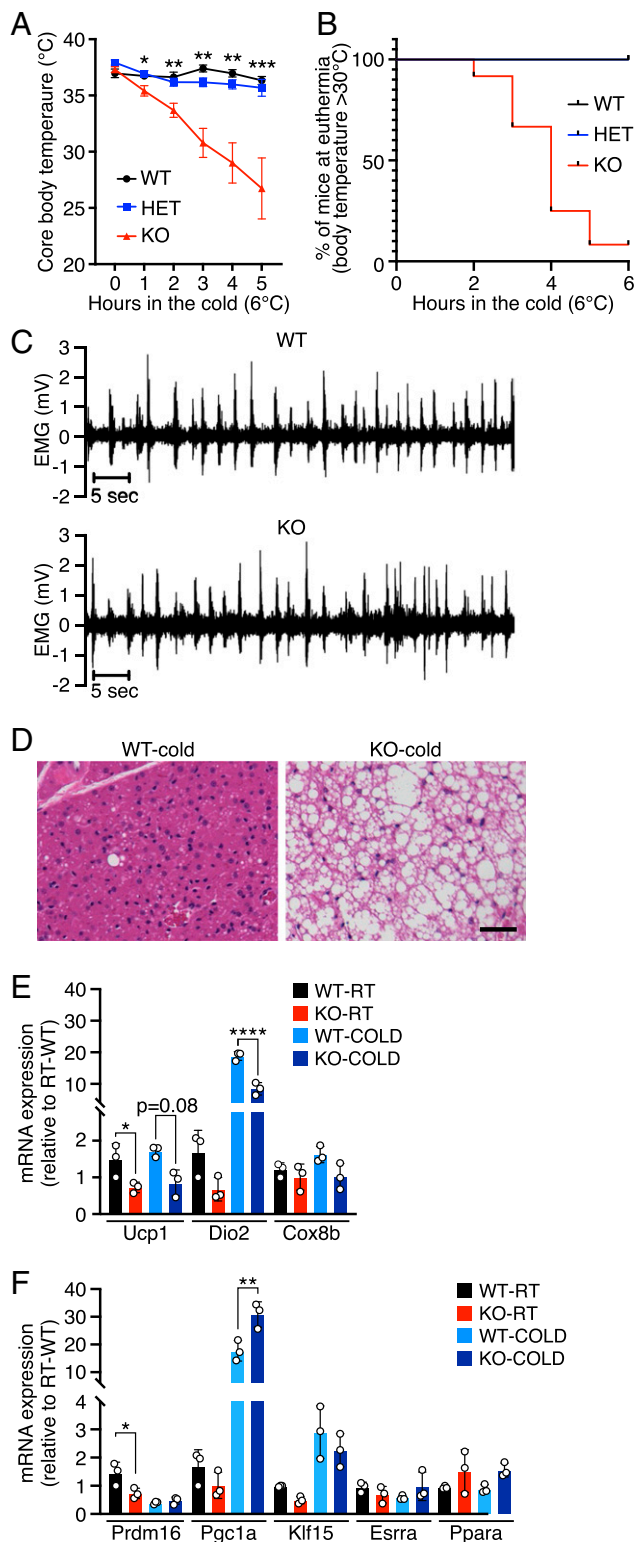 A
Core body temperaure (°C)
40
35
30
25
20
* ** ** ** ***
WT
HET
KO
0 1 2 3 4 5
Hours in the cold (6°C)
B
% of mice at euthermia
(body temperature >30°C)
100
50
0
WT
HET
KO
0 2 4 6
Hours in the cold (6°C)
C
WT
EMG (mV)
3
2
1
0
-1
-2
5 sec
KO
EMG (mV)
3
2
1
0
-1
-2
5 sec
D
WT-cold KO-cold
E
mRNA expression
(relative to RT-WT)
40
30
20
10
2
1
0
WT-RT
KO-RT
WT-COLD
KO-COLD
* p=0.08 ****
Ucp1 Dio2 Cox8b
F
mRNA expression
(relative to RT-WT)
40
30
20
10
4
3
2
1
0
WT-RT
KO-RT
WT-COLD
KO-COLD
* **
Prdm16 Pgc1a Klf15 Esrra Ppara